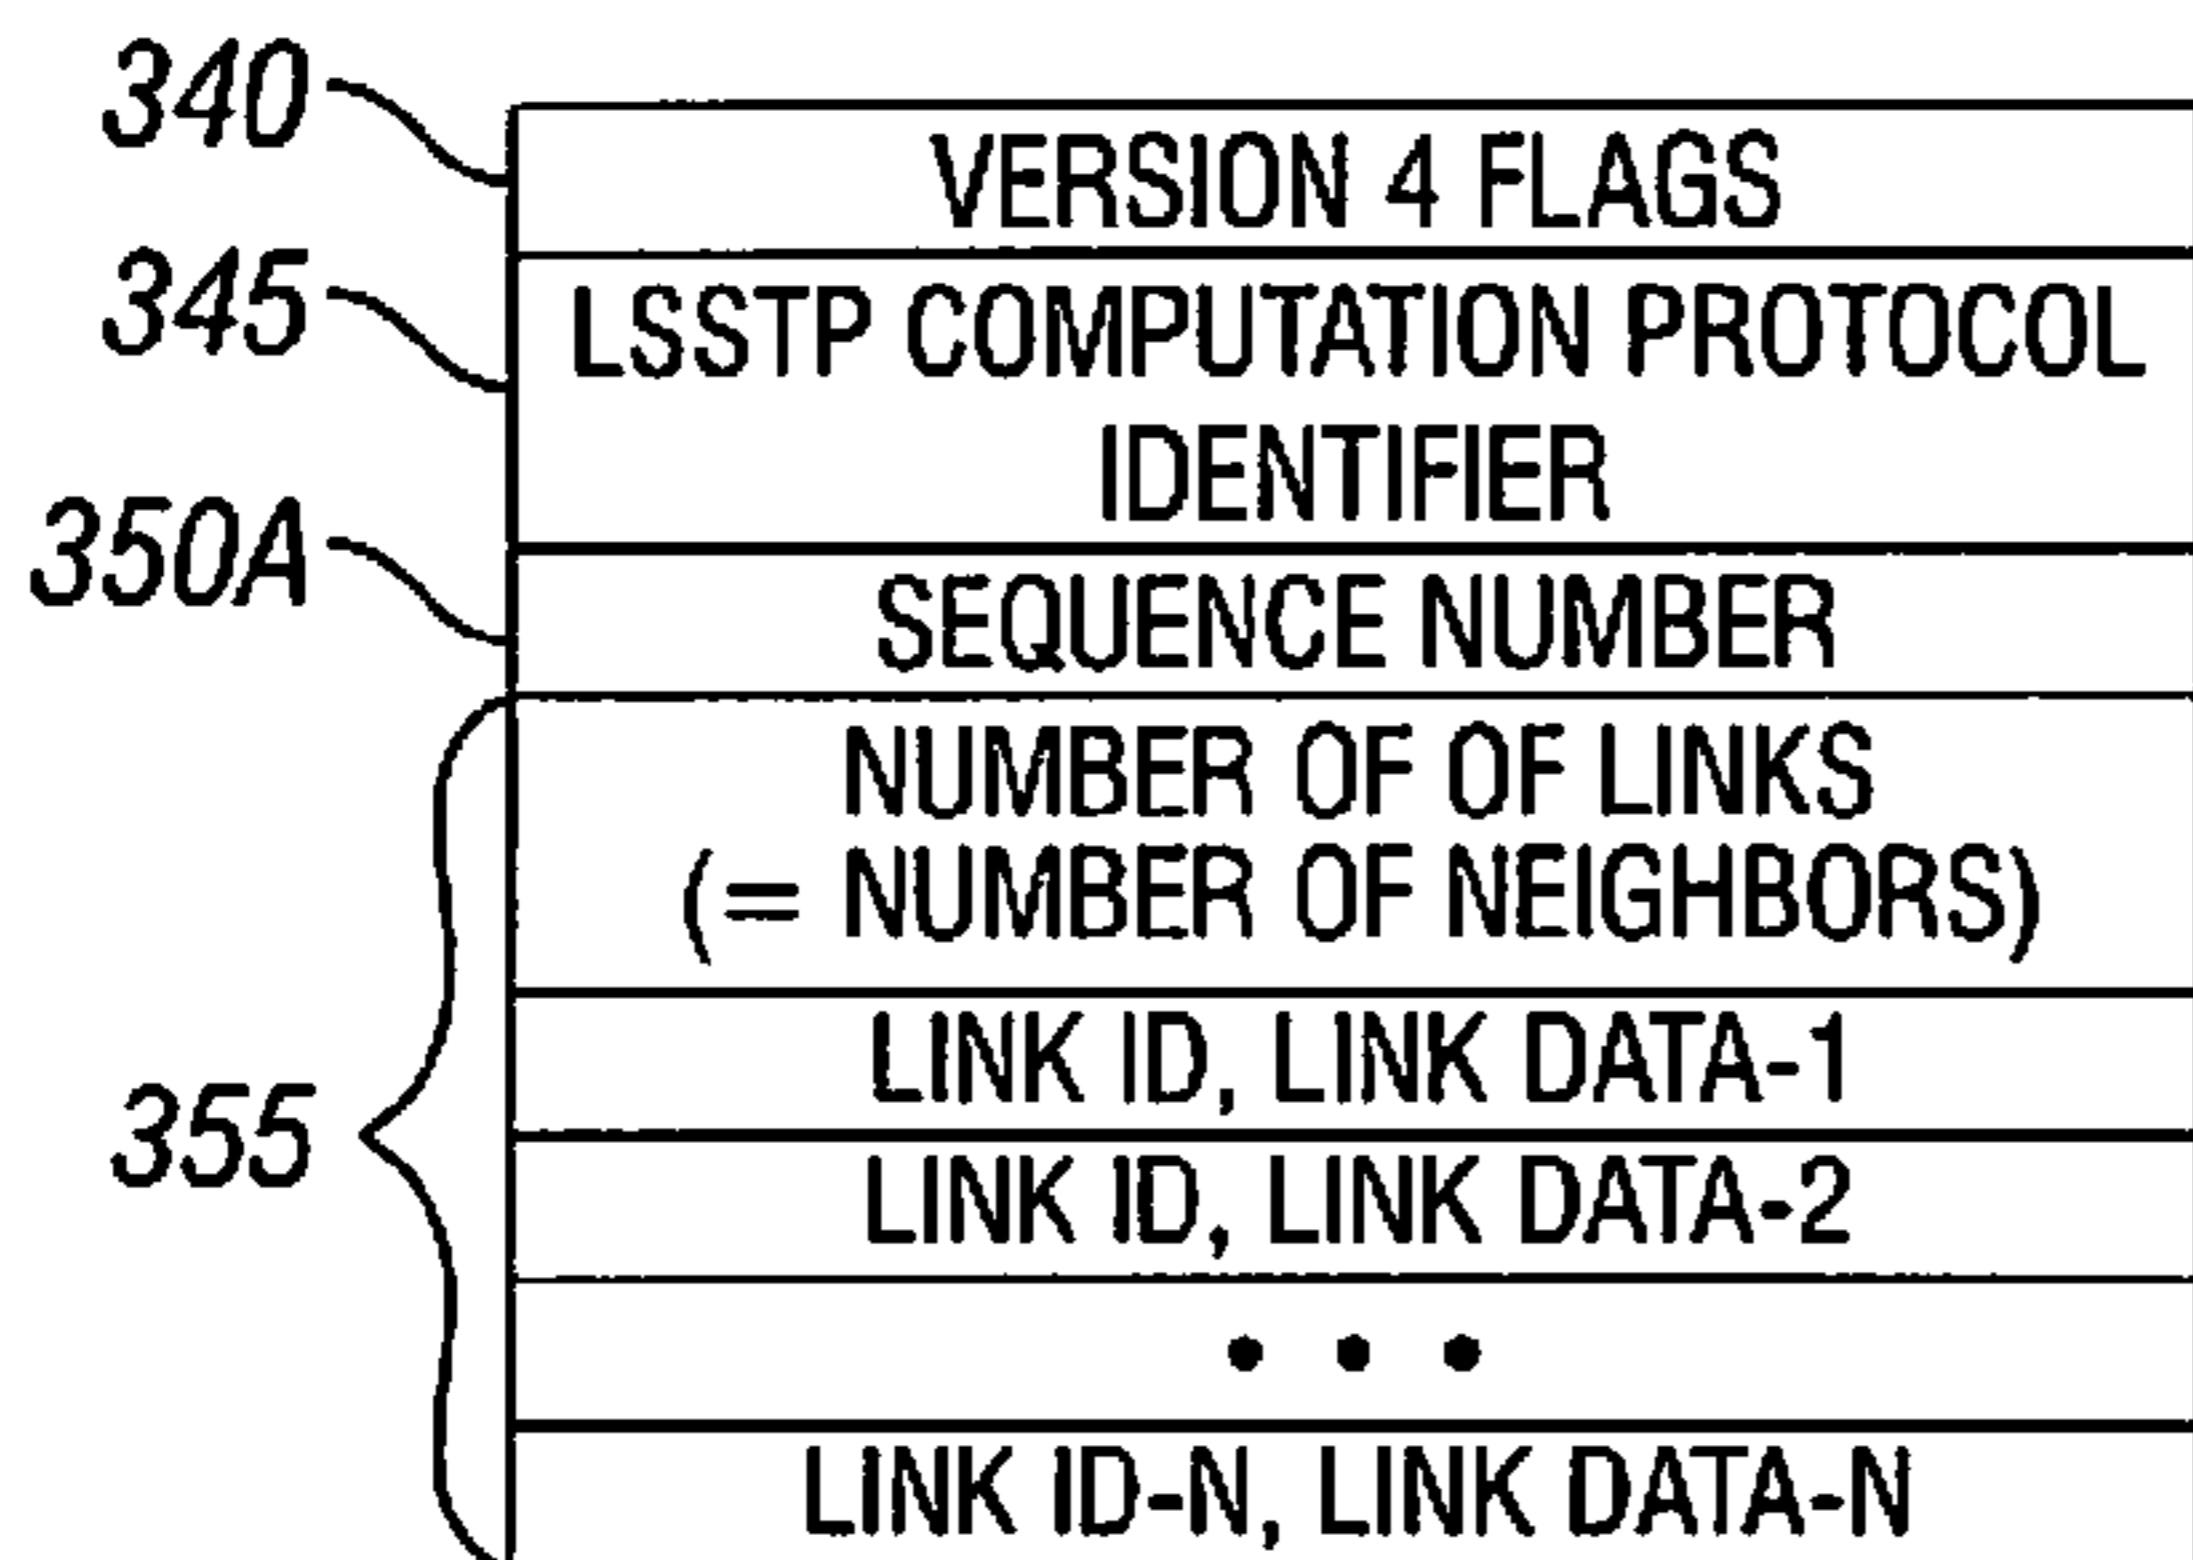 340
VERSION 4 FLAGS
345
LSSTP COMPUTATION PROTOCOL
IDENTIFIER
350A
SEQUENCE NUMBER
NUMBER OF OF LINKS
(= NUMBER OF NEIGHBORS)
LINK ID, LINK DATA-1
355
LINK ID, LINK DATA-2
• • •
LINK ID-N, LINK DATA-N